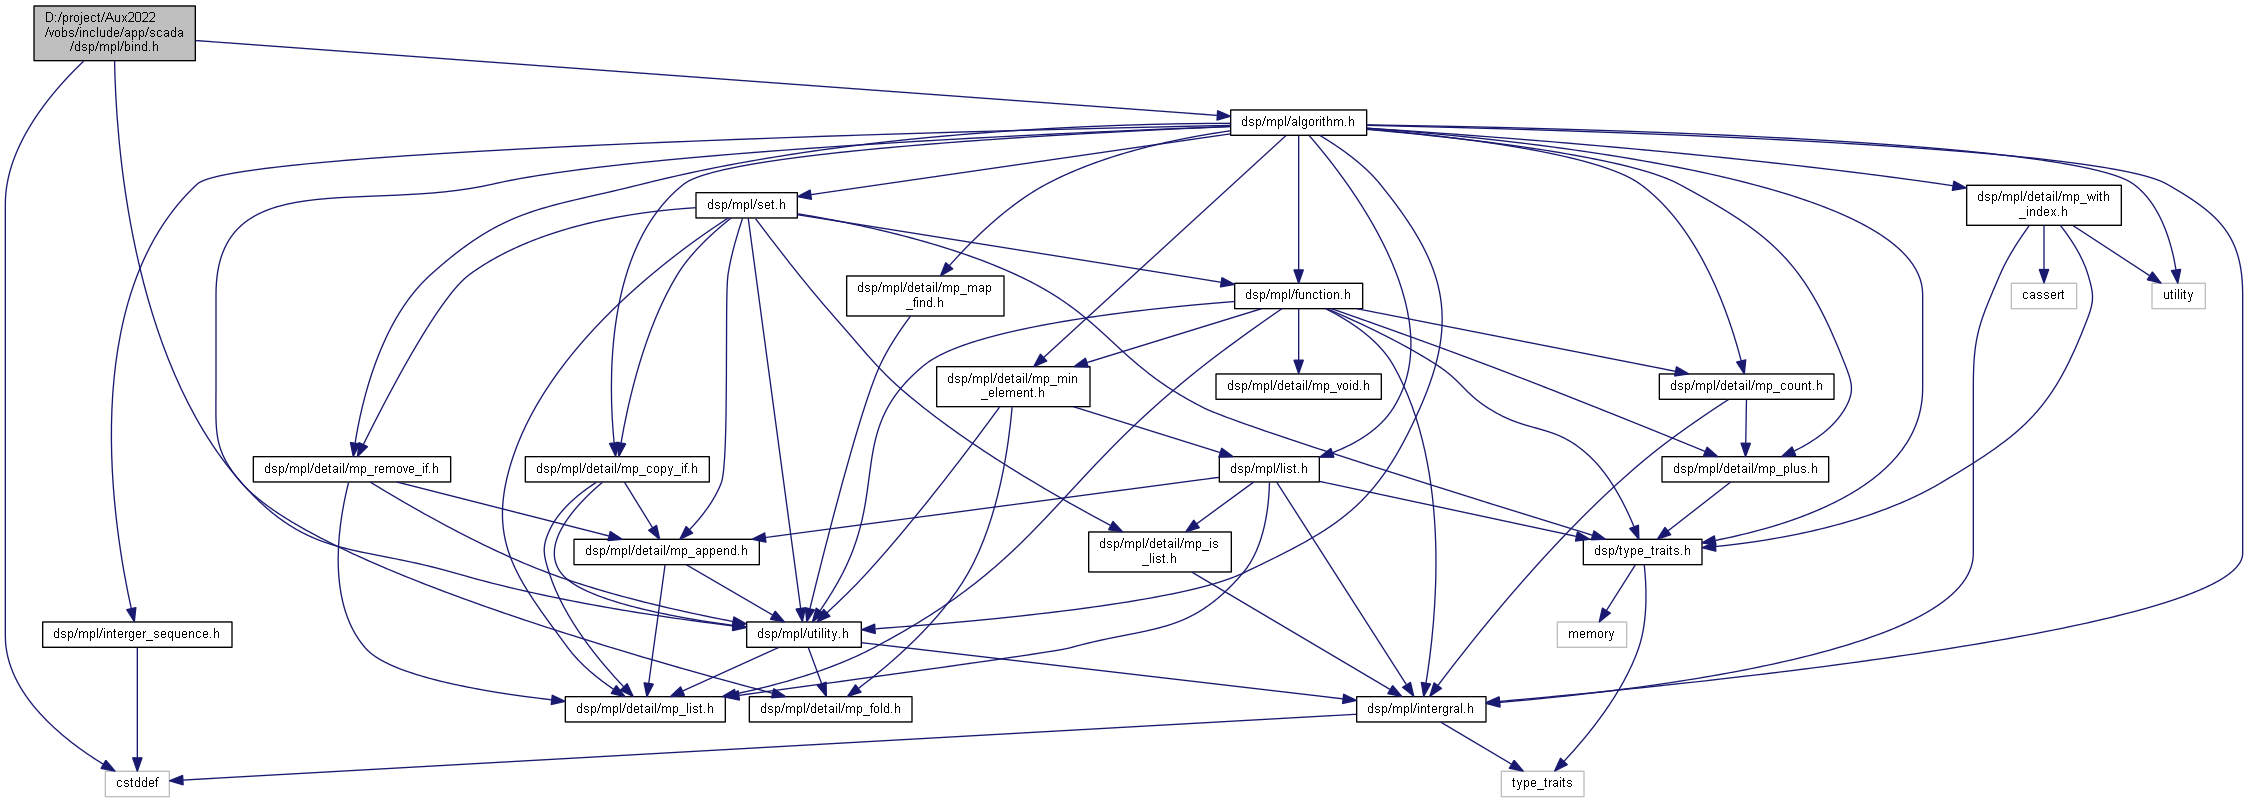 D:/project/Aux2022
/vobs/include/app/scada
/dsp/mpl/bind.h
dsp/mpl/algorithm.h
dsp/mpl/set.h
dsp/mpl/detail/mp_with
_index.h
dsp/mpl/detail/mp_map
_find.h
dsp/mpl/function.h
cassert
utility
dsp/mpl/detail/mp_min
_element.h
dsp/mpl/detail/mp_void.h
dsp/mpl/detail/mp_count.h
dsp/mpl/detail/mp_remove_if.h
dsp/mpl/detail/mp_copy_if.h
dsp/mpl/list.h
dsp/mpl/detail/mp_plus.h
dsp/mpl/detail/mp_append.h
dsp/mpl/detail/mp_is
_list.h
dsp/type_traits.h
dsp/mpl/interger_sequence.h
dsp/mpl/utility.h
memory
dsp/mpl/detail/mp_list.h
dsp/mpl/detail/mp_fold.h
dsp/mpl/intergral.h
cstddef
type_traits